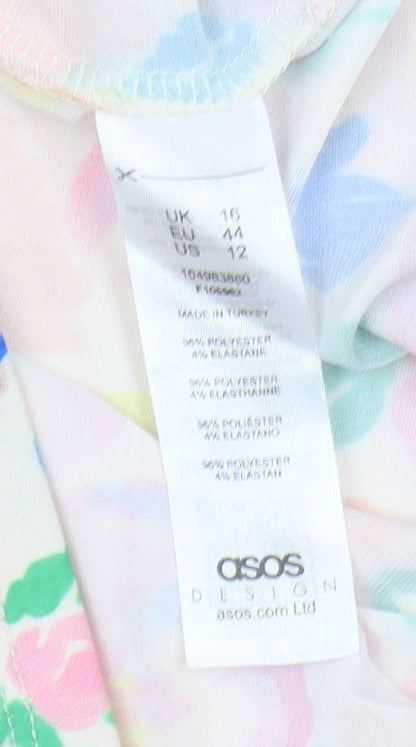 UK 16
EU 44
US 12
104983860
F106962
MADE IN TURKEY
96% POLYESTER
4% ELASTANE
96% POLYESTER
4% ELASTHANNE
96% POLIÉSTER
4% ELASTANO
96% POLYESTER
4% ELASTAN
asos
DESIGN
asos.com Ltd